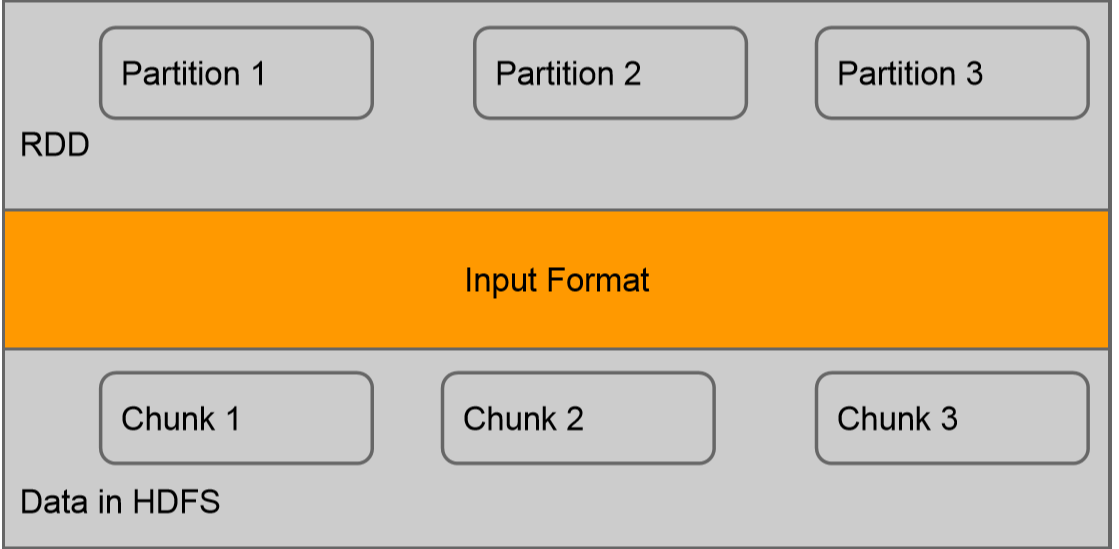 Partition 1
Partition 2
Partition 3
RDD
Input Format
Chunk 1
Chunk 2
Chunk 3
Data in HDFS